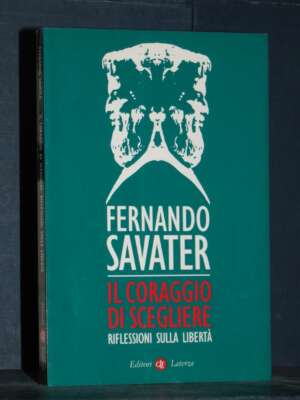 FERNANDO
SAVATER
IL CORAGGIO
DI SCEGLIERE
RIFLESSIONI SULLA LIBERTÀ
Editori Laterza